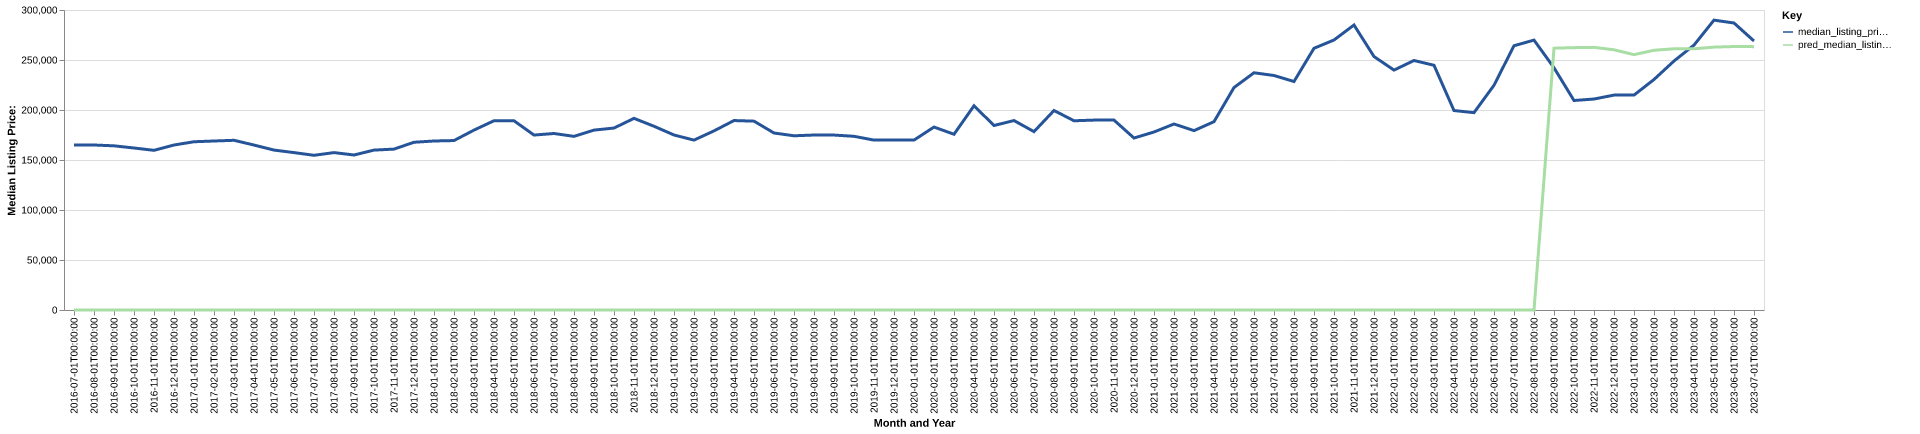 300,000
250,000
200,000
150,000
100,000
50,000
0
Median Listing Price:
2016-07-01T00:00:00
2016-08-01T00:00:00
2016-09-01T00:00:00
2016-10-01T00:00:00
2016-11-01T00:00:00
2016-12-01T00:00:00
2017-01-01T00:00:00
2017-02-01T00:00:00
2017-03-01T00:00:00
2017-04-01T00:00:00
2017-05-01T00:00:00
2017-06-01T00:00:00
2017-07-01T00:00:00
2017-08-01T00:00:00
2017-09-01T00:00:00
2017-10-01T00:00:00
2017-11-01T00:00:00
2017-12-01T00:00:00
2018-01-01T00:00:00
2018-02-01T00:00:00
2018-03-01T00:00:00
2018-04-01T00:00:00
2018-05-01T00:00:00
2018-06-01T00:00:00
2018-07-01T00:00:00
2018-08-01T00:00:00
2018-09-01T00:00:00
2018-10-01T00:00:00
2018-11-01T00:00:00
2018-12-01T00:00:00
2019-01-01T00:00:00
2019-02-01T00:00:00
2019-03-01T00:00:00
2019-04-01T00:00:00
2019-05-01T00:00:00
2019-06-01T00:00:00
2019-07-01T00:00:00
2019-08-01T00:00:00
2019-09-01T00:00:00
2019-10-01T00:00:00
2019-11-01T00:00:00
2019-12-01T00:00:00
2020-01-01T00:00:00
2020-02-01T00:00:00
2020-03-01T00:00:00
2020-04-01T00:00:00
2020-05-01T00:00:00
2020-06-01T00:00:00
2020-07-01T00:00:00
2020-08-01T00:00:00
2020-09-01T00:00:00
2020-10-01T00:00:00
2020-11-01T00:00:00
2020-12-01T00:00:00
2021-01-01T00:00:00
2021-02-01T00:00:00
2021-03-01T00:00:00
2021-04-01T00:00:00
2021-05-01T00:00:00
2021-06-01T00:00:00
2021-07-01T00:00:00
2021-08-01T00:00:00
2021-09-01T00:00:00
2021-10-01T00:00:00
2021-11-01T00:00:00
2021-12-01T00:00:00
2022-01-01T00:00:00
2022-02-01T00:00:00
2022-03-01T00:00:00
2022-04-01T00:00:00
2022-05-01T00:00:00
2022-06-01T00:00:00
2022-07-01T00:00:00
2022-08-01T00:00:00
2022-09-01T00:00:00
2022-10-01T00:00:00
2022-11-01T00:00:00
2022-12-01T00:00:00
2023-01-01T00:00:00
2023-02-01T00:00:00
2023-03-01T00:00:00
2023-04-01T00:00:00
2023-05-01T00:00:00
2023-06-01T00:00:00
2023-07-01T00:00:00
Month and Year
Key
median_listing_pri…
pred_median_listin…